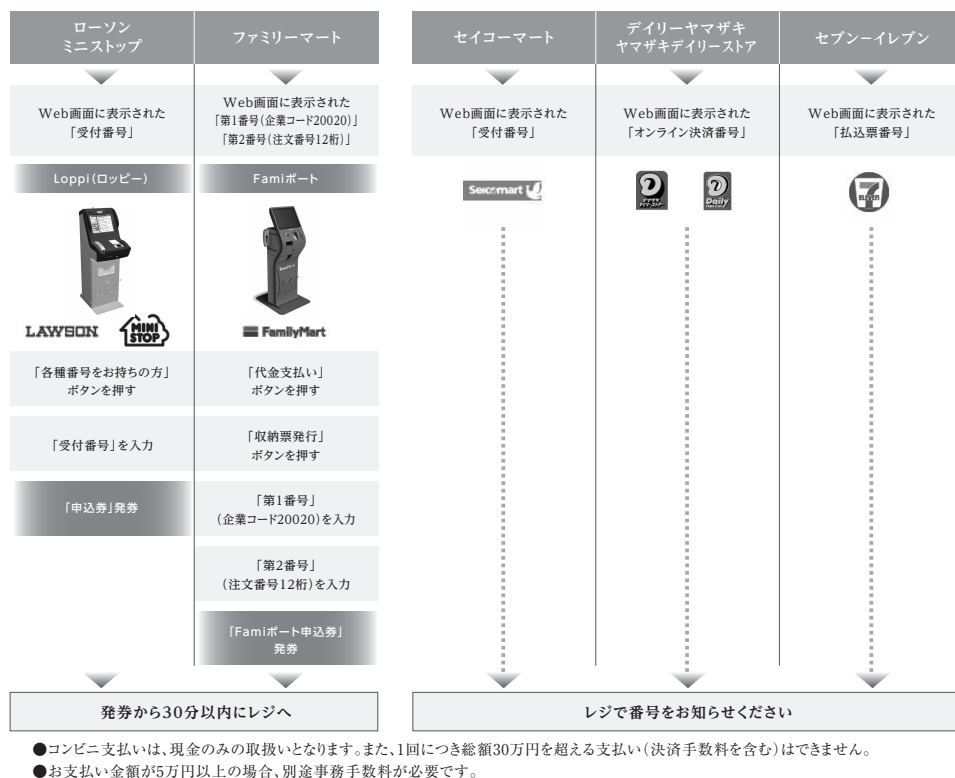 ローソン
ミニストップ
Web画面に表示された
「受付番号」
Loppi(ロッピー)
LAWSON
MINI
STOP
「各種番号をお持ちの方」
ボタンを押す
「受付番号」を入力
「申込券」発券
ファミリーマート
Web画面に表示された
「第1番号(企業コード20020)」
「第2番号(注文番号12桁)」
Famiポート
FamilyMart
「代金支払い」
ボタンを押す
「収納票発行」
ボタンを押す
「第1番号」
(企業コード20020)を入力
「第2番号」
(注文番号12桁)を入力
「Famiポート申込券」
発券
発券から30分以内にレジへ
セイコーマート
Web画面に表示された
「受付番号」
Seicomart
デイリーヤマザキ
ヤマザキデイリーストア
Web画面に表示された
「オンライン決済番号」
Daily
セブン−イレブン
Web画面に表示された
「払込票番号」
7
ELEVEN
レジで番号をお知らせください
●コンビニ支払いは、現金のみの取扱いとなります。また、1回につき総額30万円を超える支払い(決済手数料を含む)はできません。
●お支払い金額が5万円以上の場合、別途事務手数料が必要です。